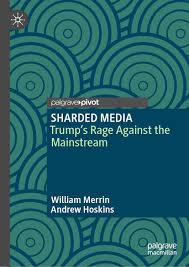 palgrave►pivot
SHARDED MEDIA
Trump's Rage Against the
Mainstream
William Merrin
Andrew Hoskins
palgrave
macmillan